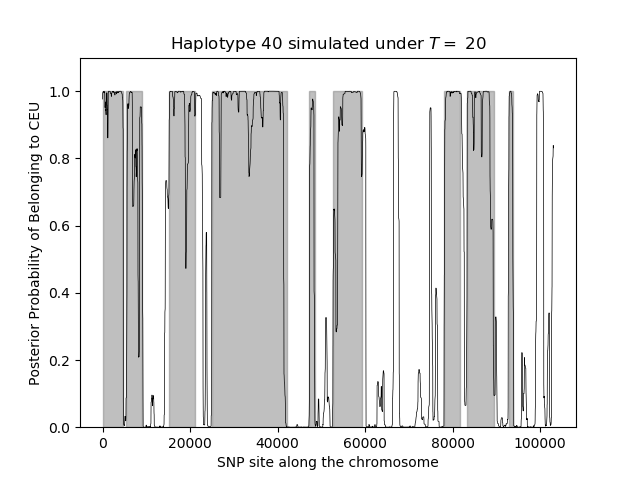 Haplotype 40 simulated under T = 20
Posterior Probability of Belonging to CEU
1.0
0.8
0.6
0.4
0.2
0.0
0 20000 40000 60000 80000 100000
SNP site along the chromosome